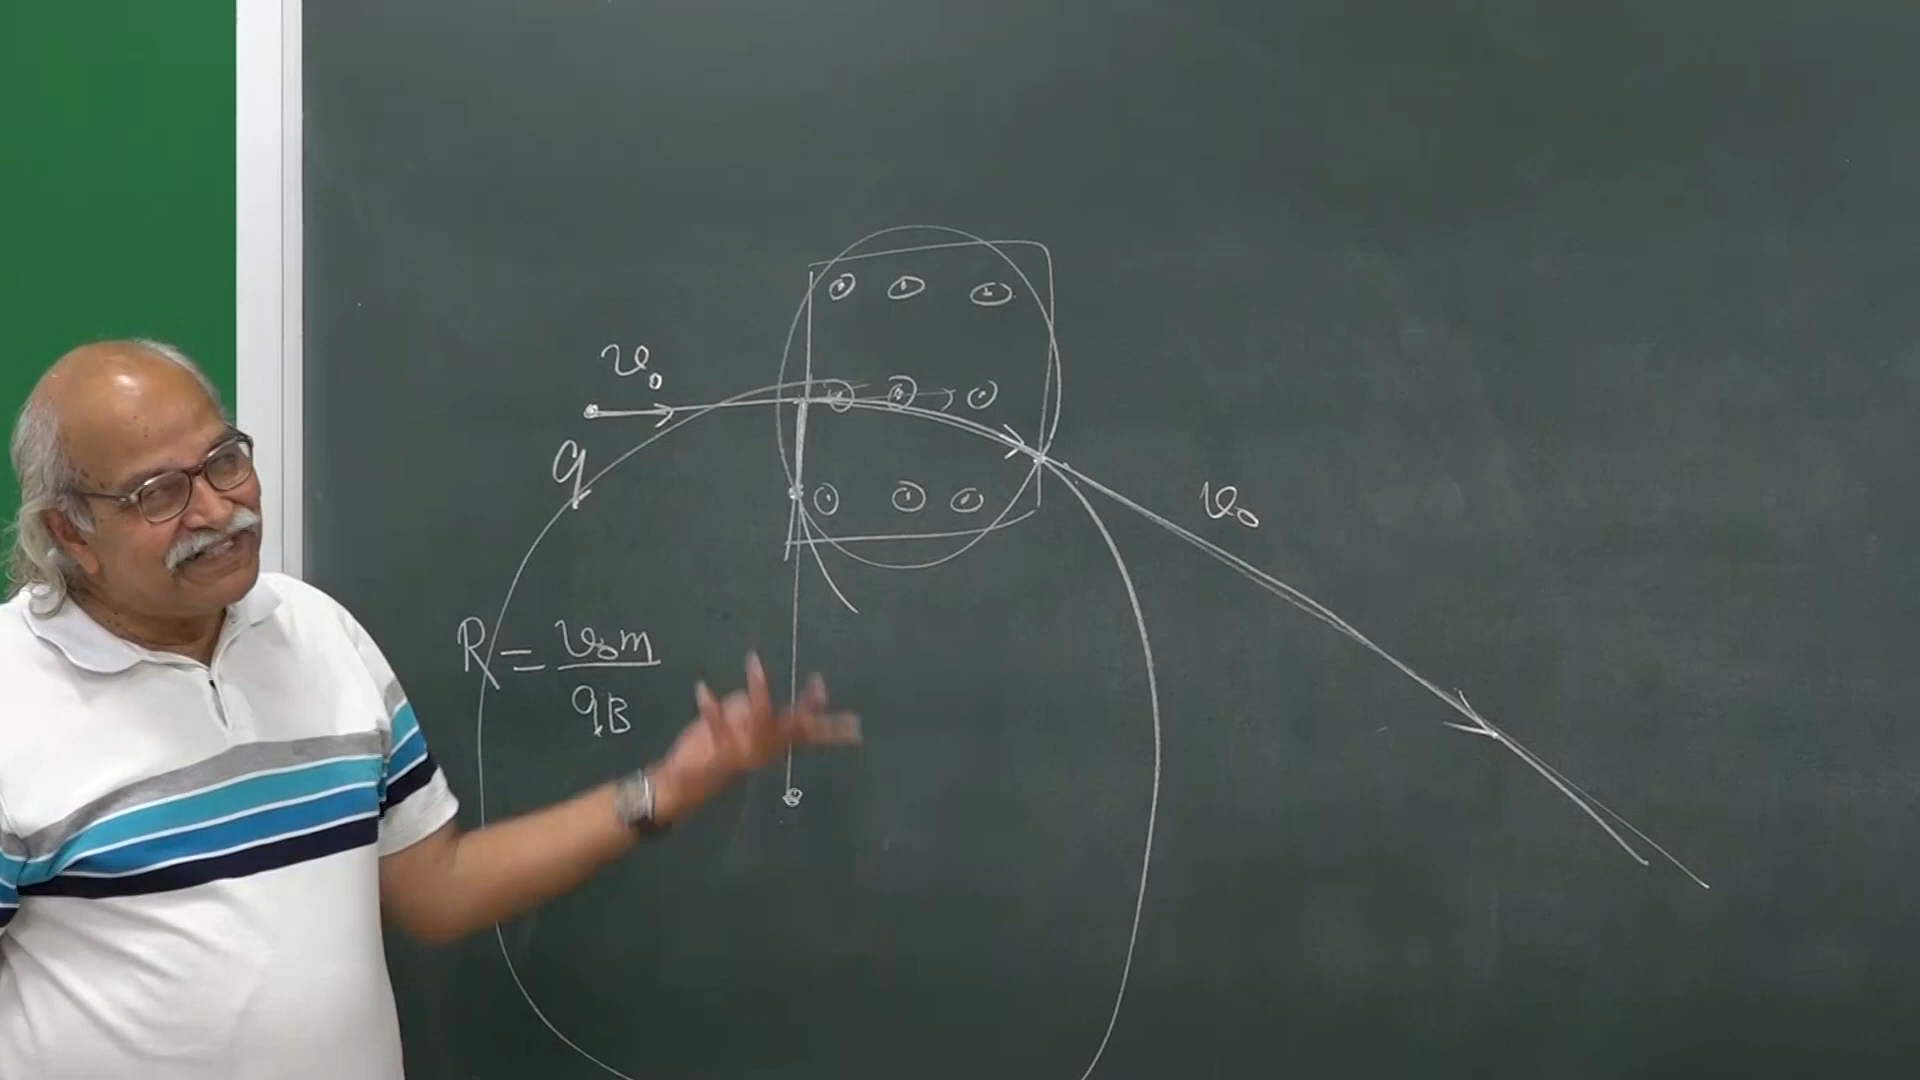 v₀
q
v₀
R = v₀m / qB